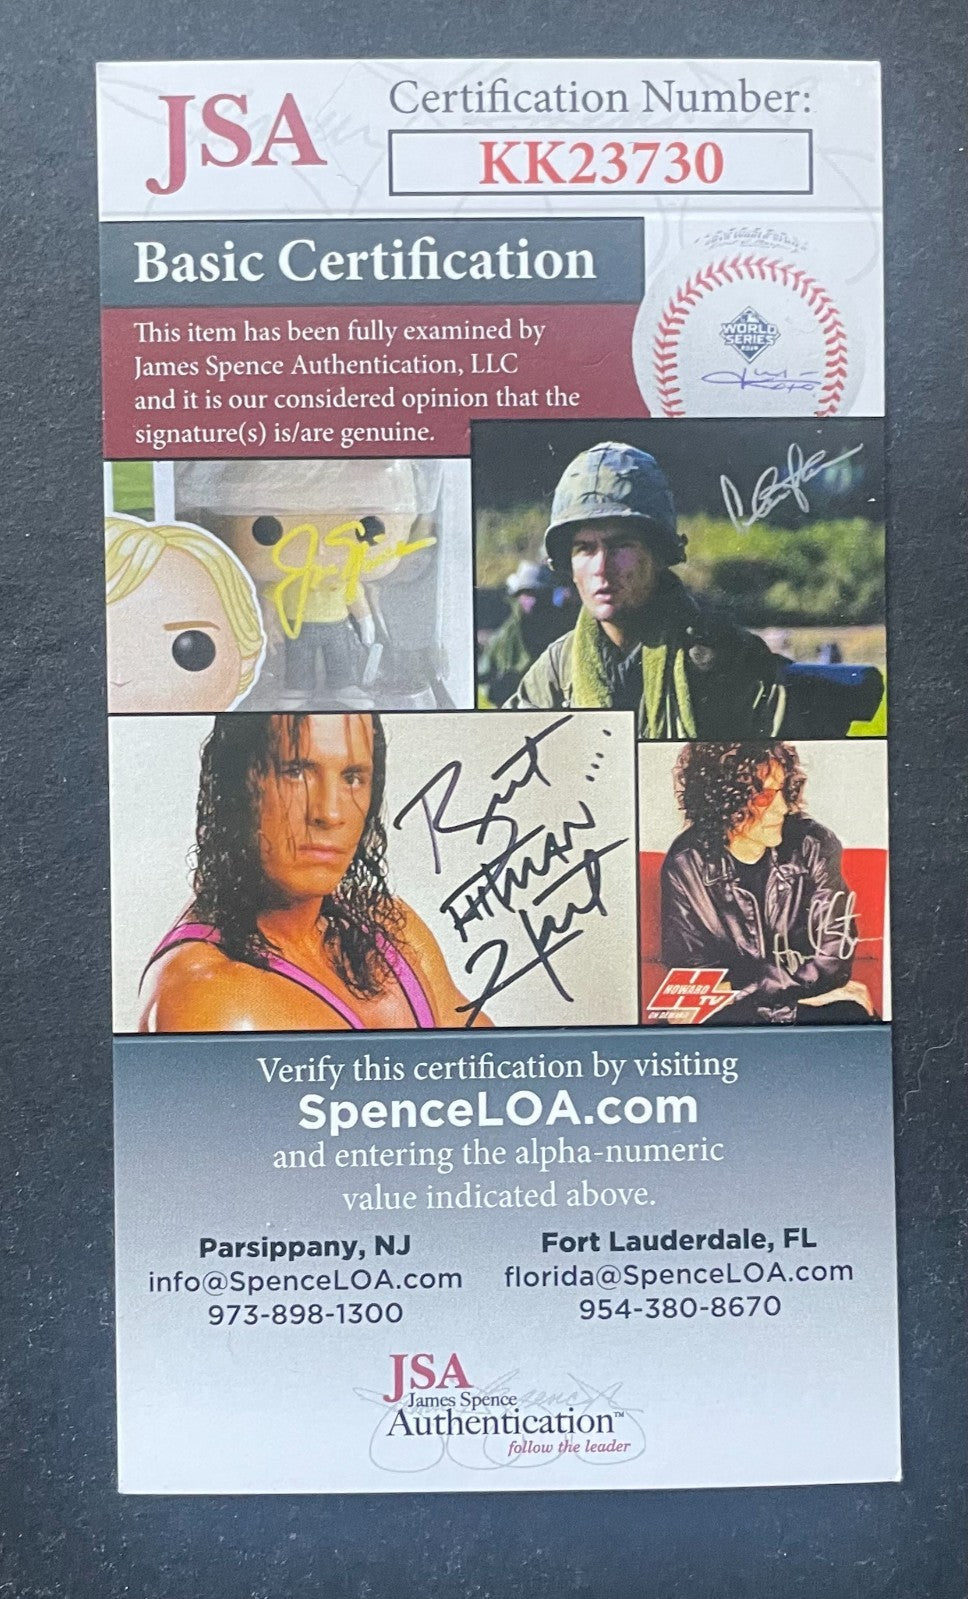 JSA
Certification Number:
KK23730
Basic Certification
This item has been fully examined by
James Spence Authentication, LLC
and it is our considered opinion that the
signature(s) is/are genuine.
WORLD
SERIES
Bret ...
HITMAN
Hart
HOWARD
TV
ON DEMAND
Verify this certification by visiting
SpenceLOA.com
and entering the alpha-numeric
value indicated above.
Parsippany, NJ
info@SpenceLOA.com
973-898-1300
Fort Lauderdale, FL
florida@SpenceLOA.com
954-380-8670
JSA
James Spence
Authentication™
follow the leader